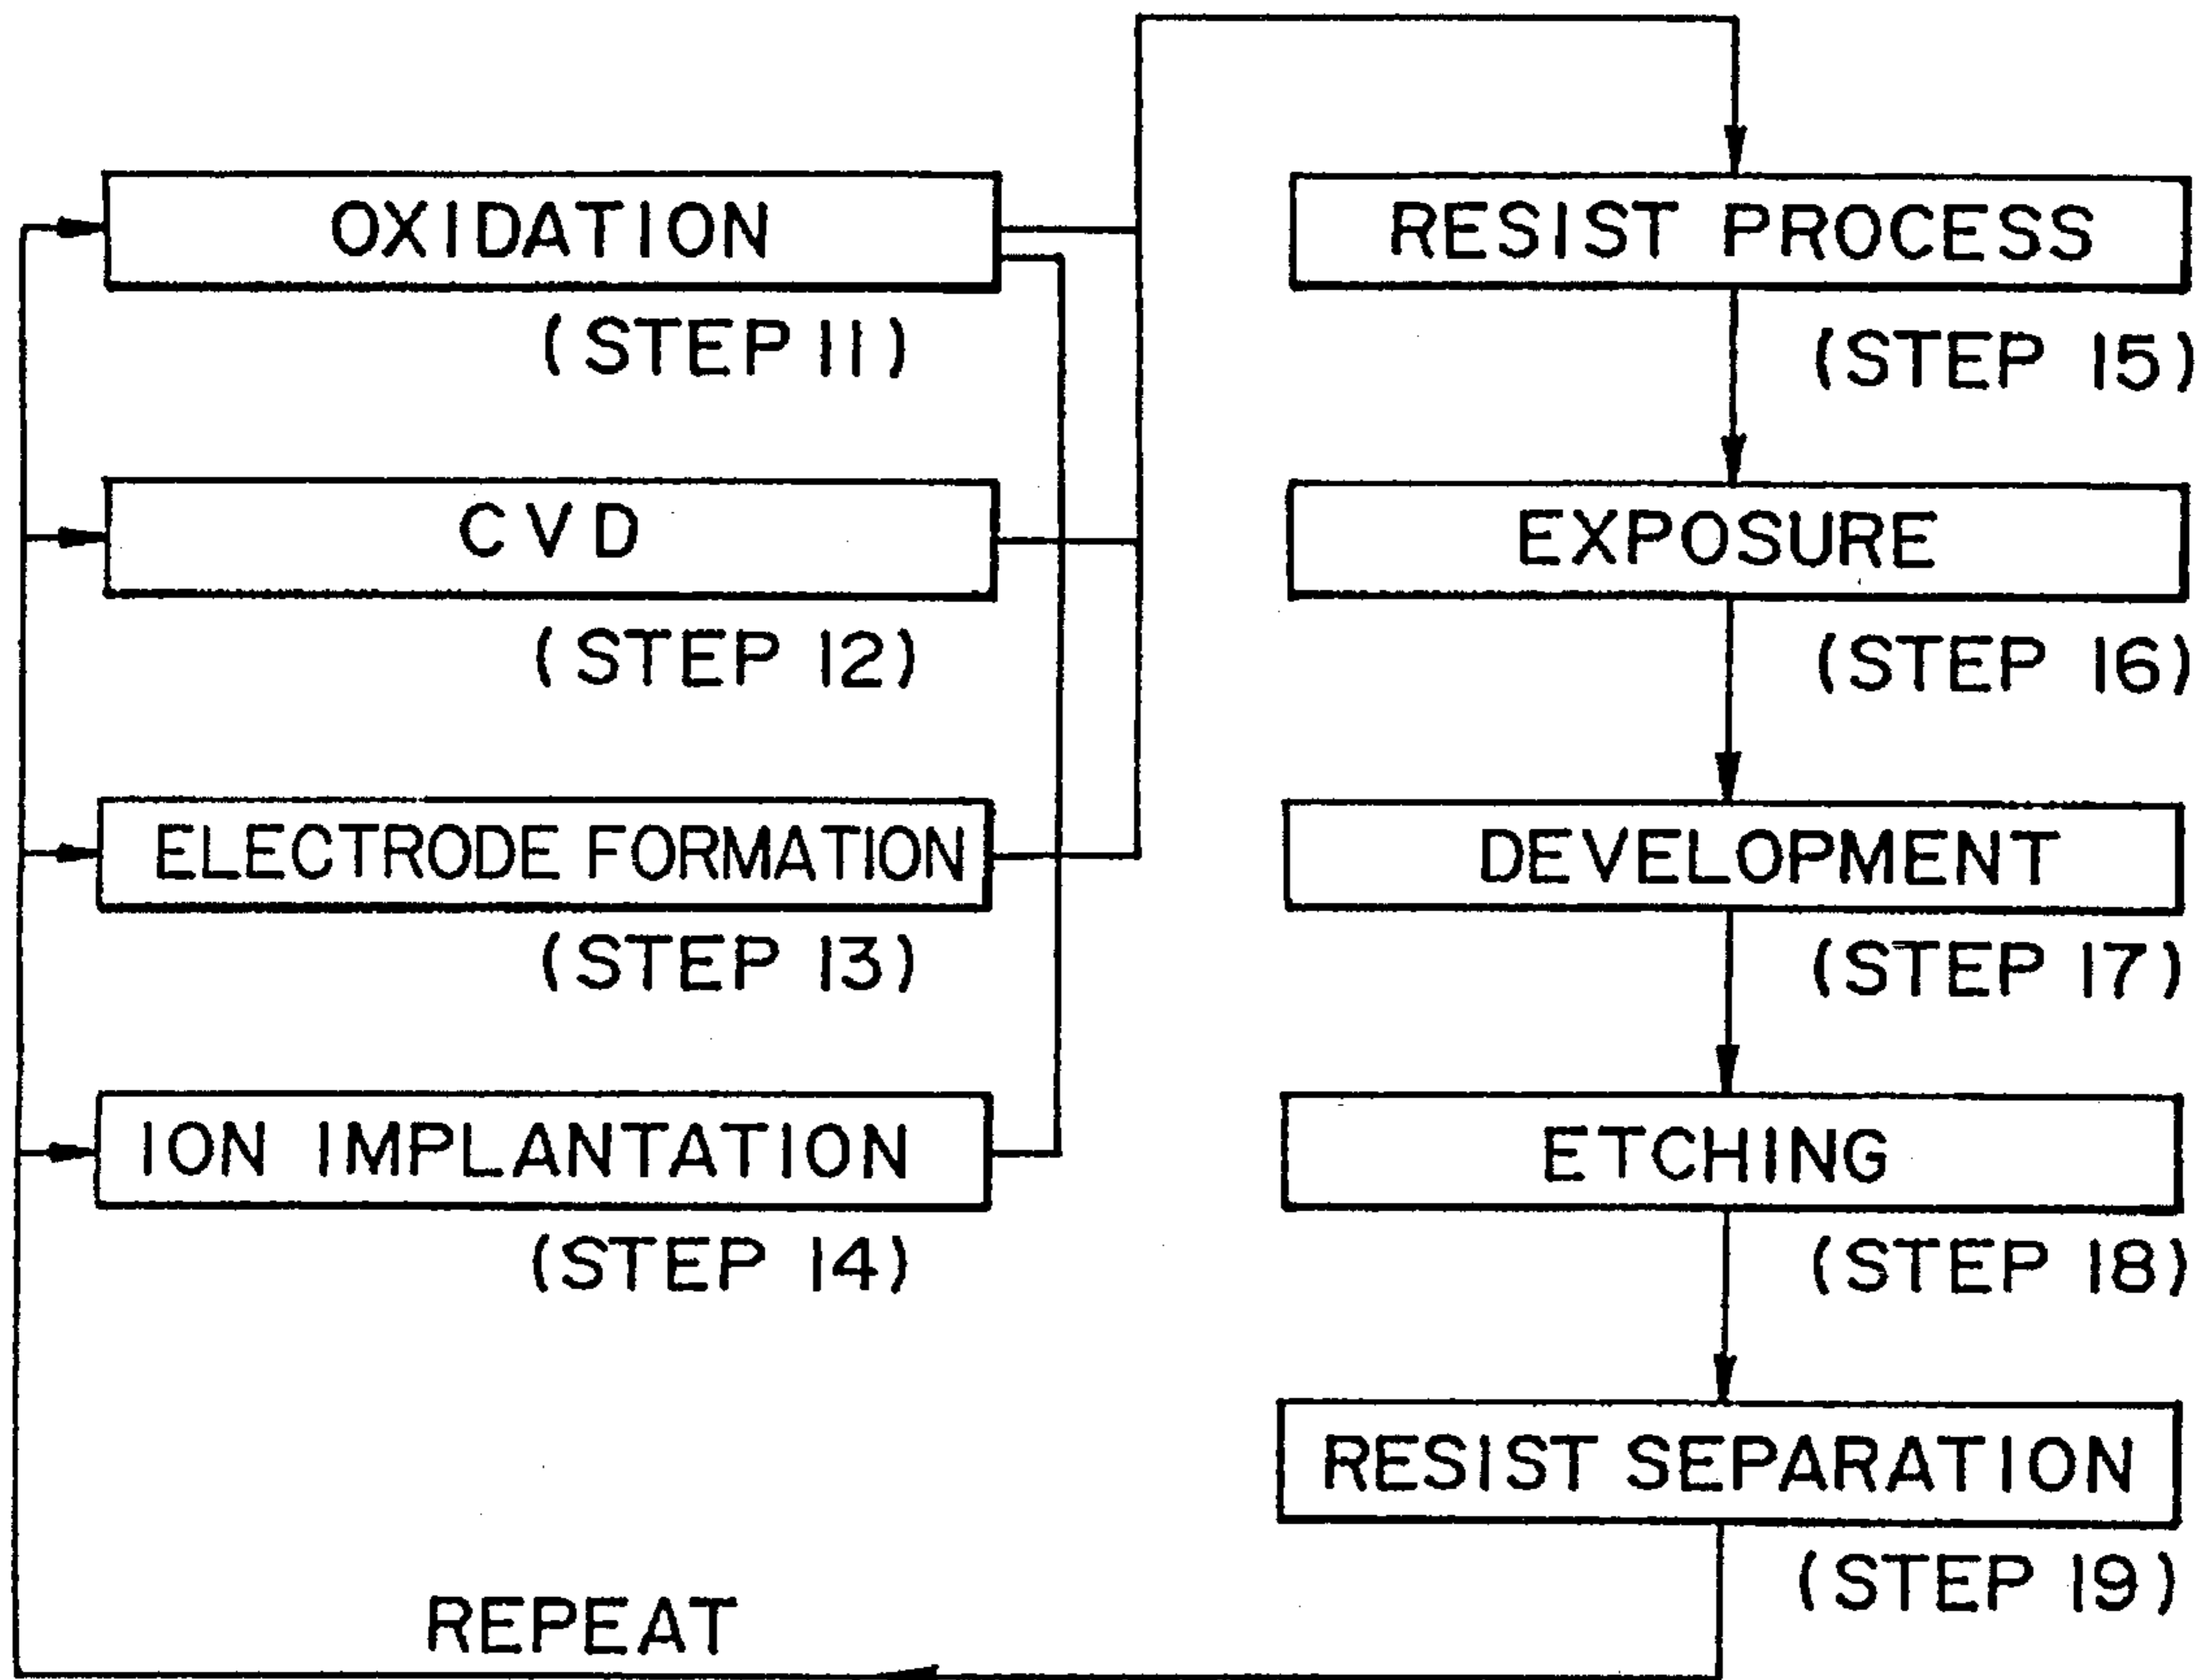 OXIDATION
(STEP 11)
CVD
(STEP 12)
ELECTRODE FORMATION
(STEP 13)
ION IMPLANTATION
(STEP 14)
RESIST PROCESS
(STEP 15)
EXPOSURE
(STEP 16)
DEVELOPMENT
(STEP 17)
ETCHING
(STEP 18)
RESIST SEPARATION
(STEP 19)
REPEAT